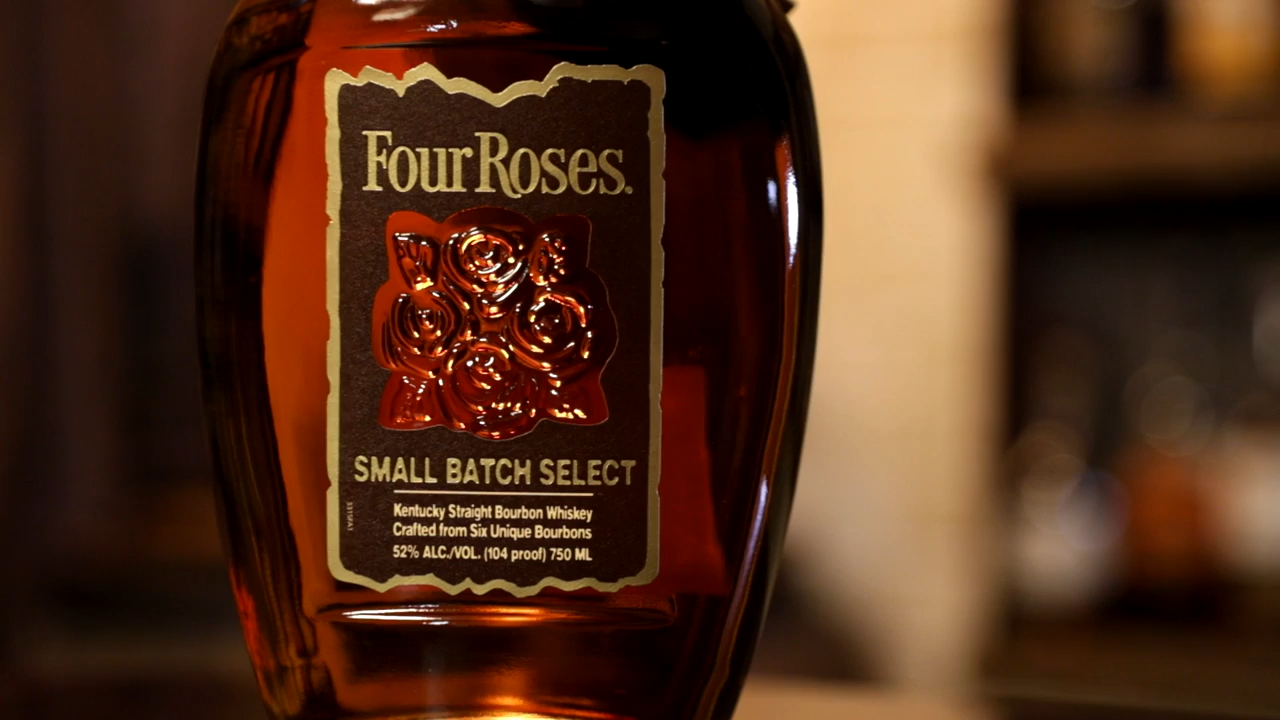 Four Roses.
SMALL BATCH SELECT
Kentucky Straight Bourbon Whiskey
Crafted from Six Unique Bourbons
52% ALC./VOL. (104 proof) 750 ML